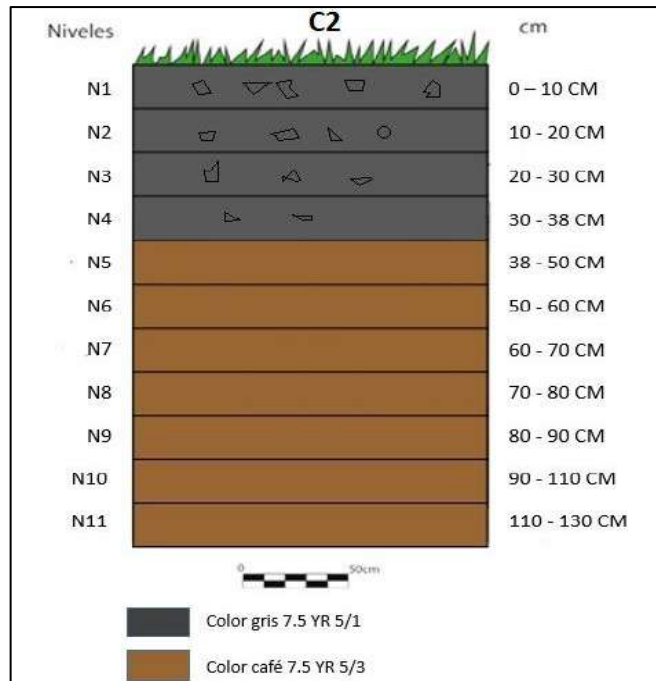 C2
Niveles cm
N1 0 – 10 CM
N2 10 - 20 CM
N3 20 - 30 CM
N4 30 - 38 CM
N5 38 - 50 CM
N6 50 - 60 CM
N7 60 - 70 CM
N8 70 - 80 CM
N9 80 - 90 CM
N10 90 - 110 CM
N11 110 - 130 CM
0 50cm
Color gris 7.5 YR 5/1
Color café 7.5 YR 5/3